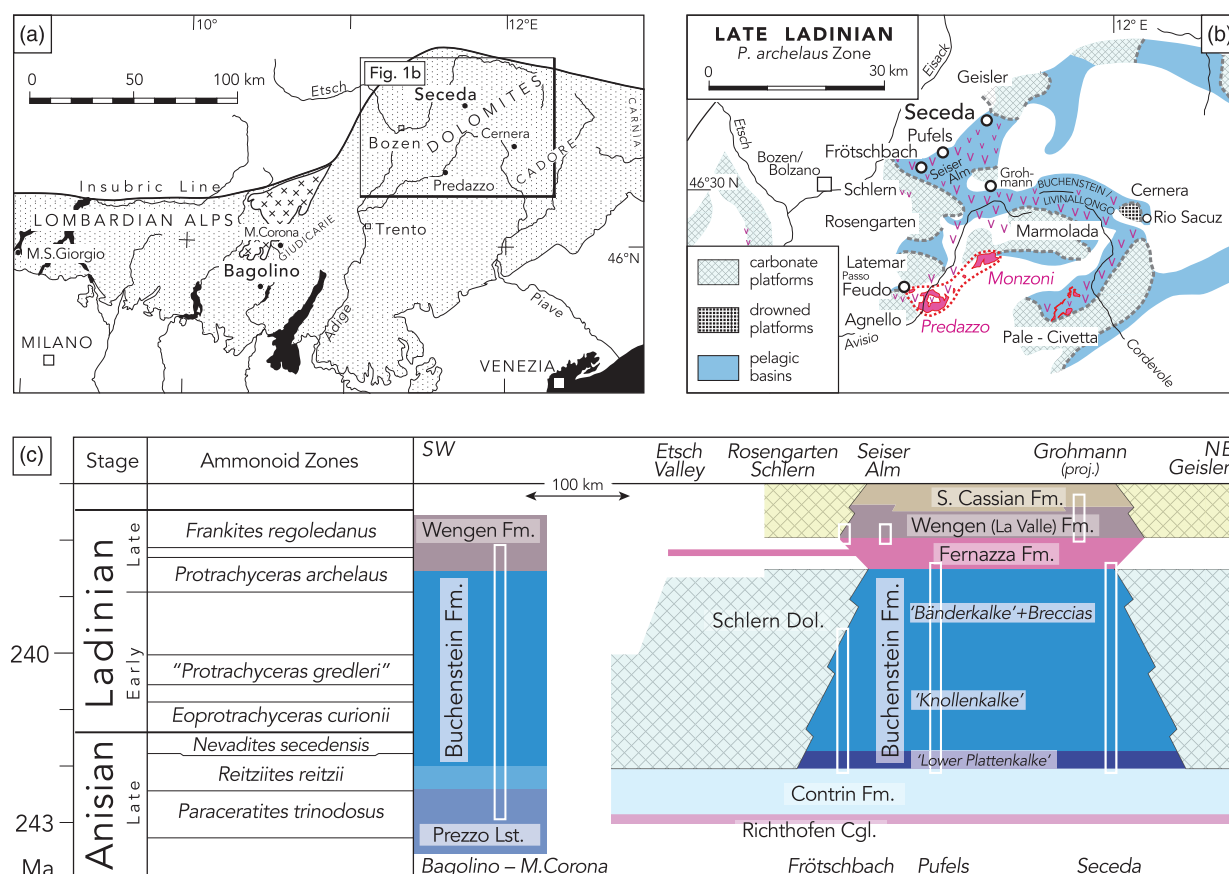 (a)
10°
12°E
0 50 100 km
Etsch
Fig. 1b
Seceda
DOLOMITES
Bozen
Cernera
CARNIA
CADORE
Predazzo
Insubric Line
LOMBARDIAN ALPS
M.Corona
GIUDICARIE
Trento
M.S.Giorgio
Bagolino
46°N
Adige
Piave
MILANO
VENEZIA
(b)
LATE LADINIAN
P. archelaus Zone
0 30 km
12° E
Eisack
Geisler
Seceda
Pufels
Etsch
Frötschbach
Seiser
Alm
Bozen/
Bolzano
Groh-
mann
BUCHENSTEIN /
LIVINALLONGO
Cernera
46°30 N
Schlern
Rio Sacuz
Rosengarten
Marmolada
Latemar
Passo
Feudo
Monzoni
Agnello
Predazzo
Avisio
Pale - Civetta
Cordevole
carbonate
platforms
drowned
platforms
pelagic
basins
(c)
Stage
Ammonoid Zones
SW
Etsch
Valley
Rosengarten
Schlern
Seiser
Alm
Grohmann
(proj.)
NE
Geisler
100 km
Ladinian
Late
Early
Frankites regoledanus
Protrachyceras archelaus
"Protrachyceras gredleri"
Eoprotrachyceras curionii
Anisian
Late
Nevadites secedensis
Reitziites reitzii
Paraceratites trinodosus
240
243
Ma
Wengen Fm.
Buchenstein Fm.
Prezzo Lst.
Bagolino – M.Corona
S. Cassian Fm.
Wengen (La Valle) Fm.
Fernazza Fm.
Schlern Dol.
Buchenstein Fm.
'Bänderkalke'+Breccias
'Knollenkalke'
'Lower Plattenkalke'
Contrin Fm.
Richthofen Cgl.
Frötschbach
Pufels
Seceda